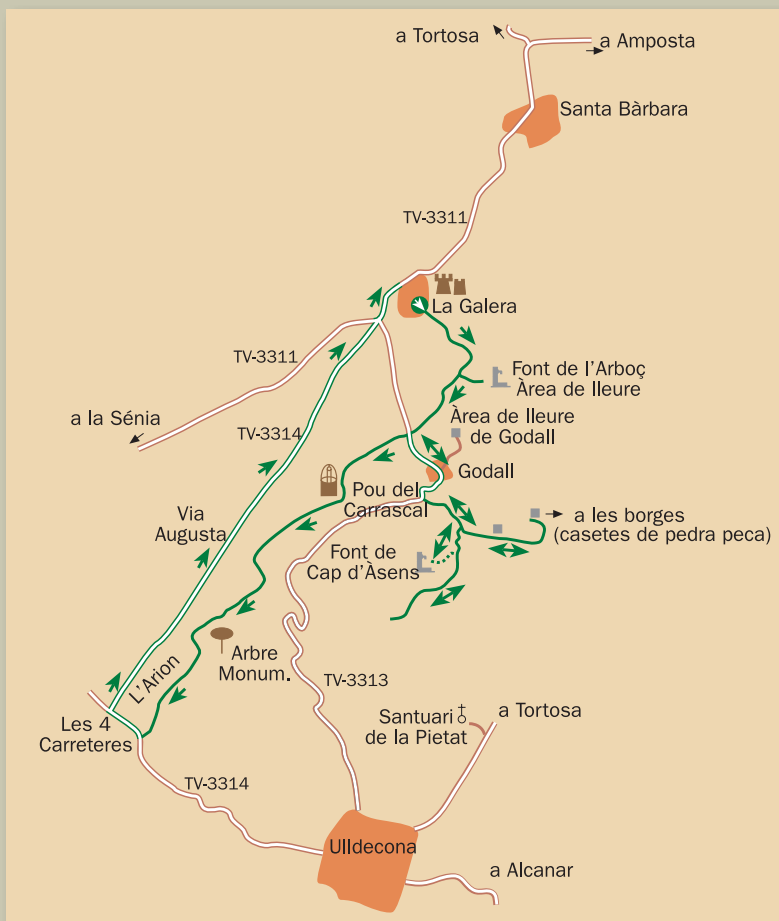 a Tortosa
a Amposta
Santa Bàrbara
TV-3311
La Galera
TV-3311
Font de l'Arboç
Àrea de lleure
a la Sénia
TV-3314
Àrea de lleure
de Godall
Godall
Pou del
Carrascal
Via
Augusta
a les borges
(casetes de pedra peca)
Font de
Cap d'Àsens
L'Arion
Arbre
Monum.
TV-3313
Les 4
Carreteres
Santuari
de la Pietat
a Tortosa
TV-3314
Ulldecona
a Alcanar